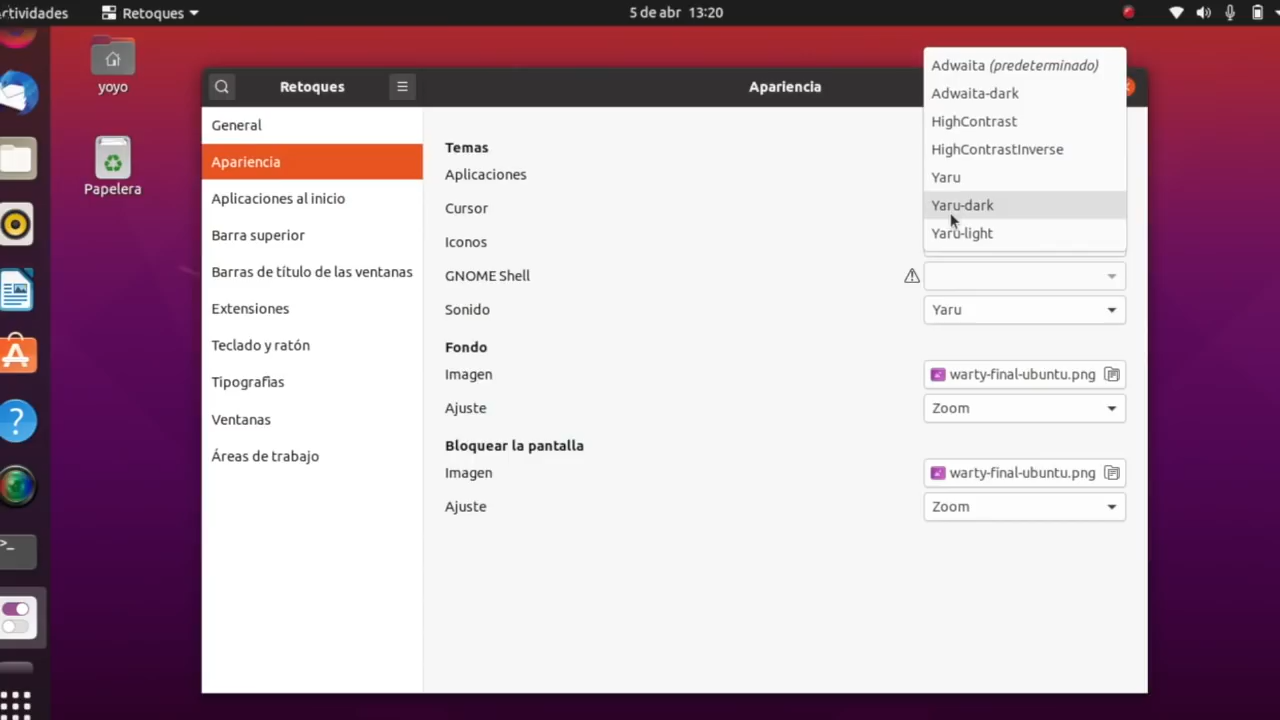 ctividades
Retoques
5 de abr 13:20
yoyo
Papelera
Retoques
Apariencia
General
Apariencia
Aplicaciones al inicio
Barra superior
Barras de título de las ventanas
Extensiones
Teclado y ratón
Tipografías
Ventanas
Áreas de trabajo
Temas
Aplicaciones
Cursor
Iconos
GNOME Shell
Sonido
Yaru
Fondo
Imagen
warty-final-ubuntu.png
Ajuste
Zoom
Bloquear la pantalla
Imagen
warty-final-ubuntu.png
Ajuste
Zoom
Adwaita (predeterminado)
Adwaita-dark
HighContrast
HighContrastInverse
Yaru
Yaru-dark
Yaru-light